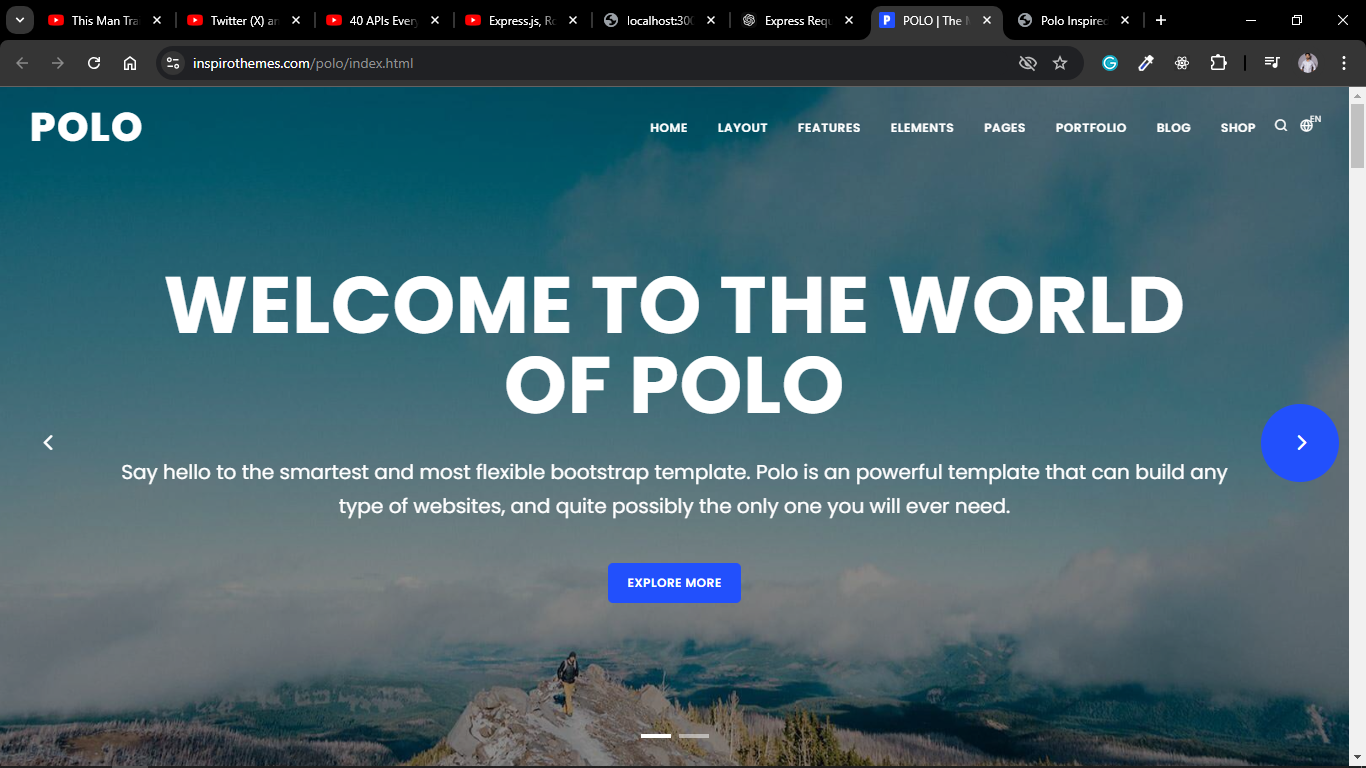 This Man Tra
Twitter (X) an
40 APIs Every
Express.js, Ro
localhost:300
Express Requ
POLO | The M
Polo Inspired
inspirothemes.com/polo/index.html
POLO
HOME LAYOUT FEATURES ELEMENTS PAGES PORTFOLIO BLOG SHOP EN
WELCOME TO THE WORLD
OF POLO
Say hello to the smartest and most flexible bootstrap template. Polo is an powerful template that can build any
type of websites, and quite possibly the only one you will ever need.
EXPLORE MORE